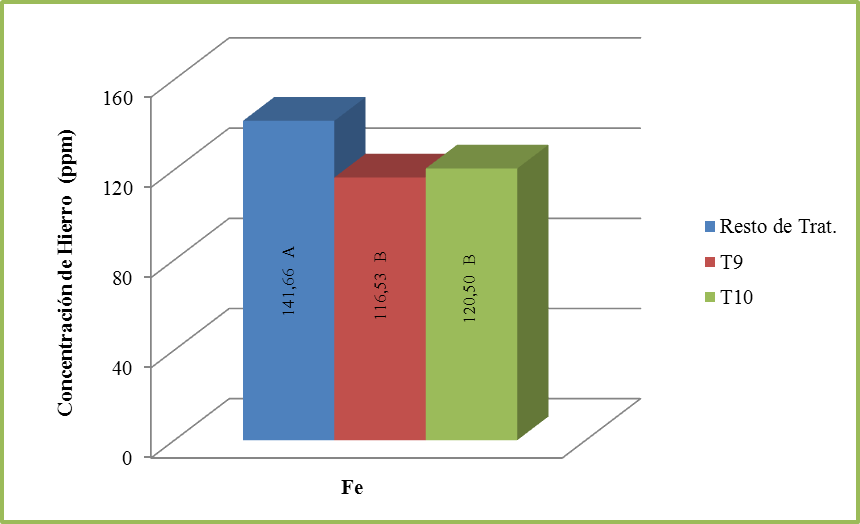 Concentración de Hierro (ppm)
160
120
80
40
0
141,66 A
116,53 B
120,50 B
Fe
Resto de Trat.
T9
T10